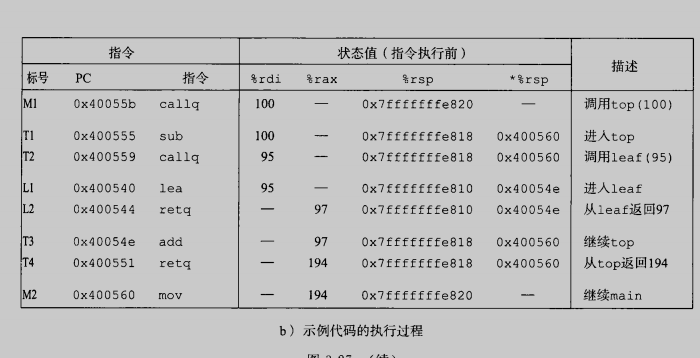 指令 状态值（指令执行前） 描述
标号 PC 指令 %rdi %rax %rsp *%rsp
M1 0x40055b callq 100 — 0x7fffffffe820 — 调用top(100)
T1 0x400555 sub 100 — 0x7fffffffe818 0x400560 进入top
T2 0x400559 callq 95 — 0x7fffffffe818 0x400560 调用leaf(95)
L1 0x400540 lea 95 — 0x7fffffffe810 0x40054e 进入leaf
L2 0x400544 retq — 97 0x7fffffffe810 0x40054e 从leaf返回97
T3 0x40054e add — 97 0x7fffffffe818 0x400560 继续top
T4 0x400551 retq — 194 0x7fffffffe818 0x400560 从top返回194
M2 0x400560 mov — 194 0x7fffffffe820 — 继续main
b）示例代码的执行过程